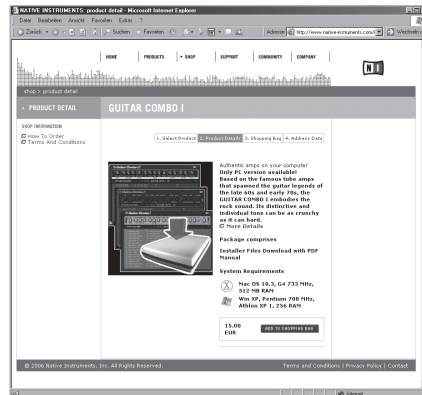 NATIVE INSTRUMENTS: product detail - Microsoft Internet Explorer
Datei Bearbeiten Ansicht Favoriten Extras ?
Zurück Suchen Favoriten Adresse http://www.native-instruments.com/ Wechseln
HOME PRODUCTS SHOP SUPPORT COMMUNITY COMPANY
NI
shop > product detail
PRODUCT DETAIL GUITAR COMBO I
SHOP INFORMATION
How To Order
Terms And Conditions
1. Select Product 2. Product Details 3. Shopping Bag 4. Address Data
Authentic amps on your computer
Only PC version available!
Based on the famous tube amps
that spawned the guitar legends of
the late 60s and early 70s, the
GUITAR COMBO I embodies the
rock sound. Its distinctive and
individual tone can be as crunchy
as it can hard.
More Details
Package comprises
Installer Files Download with PDF
Manual
System Requirements
Mac OS 10.3, G4 733 MHz,
512 MB RAM
Win XP, Pentium 700 MHz,
Athlon XP 1, 256 RAM
15.00
EUR
ADD TO SHOPPING BAG
© 2006 Native Instruments, Inc. All Rights Reserved. Terms and Conditions | Privacy Policy | Contact
Internet